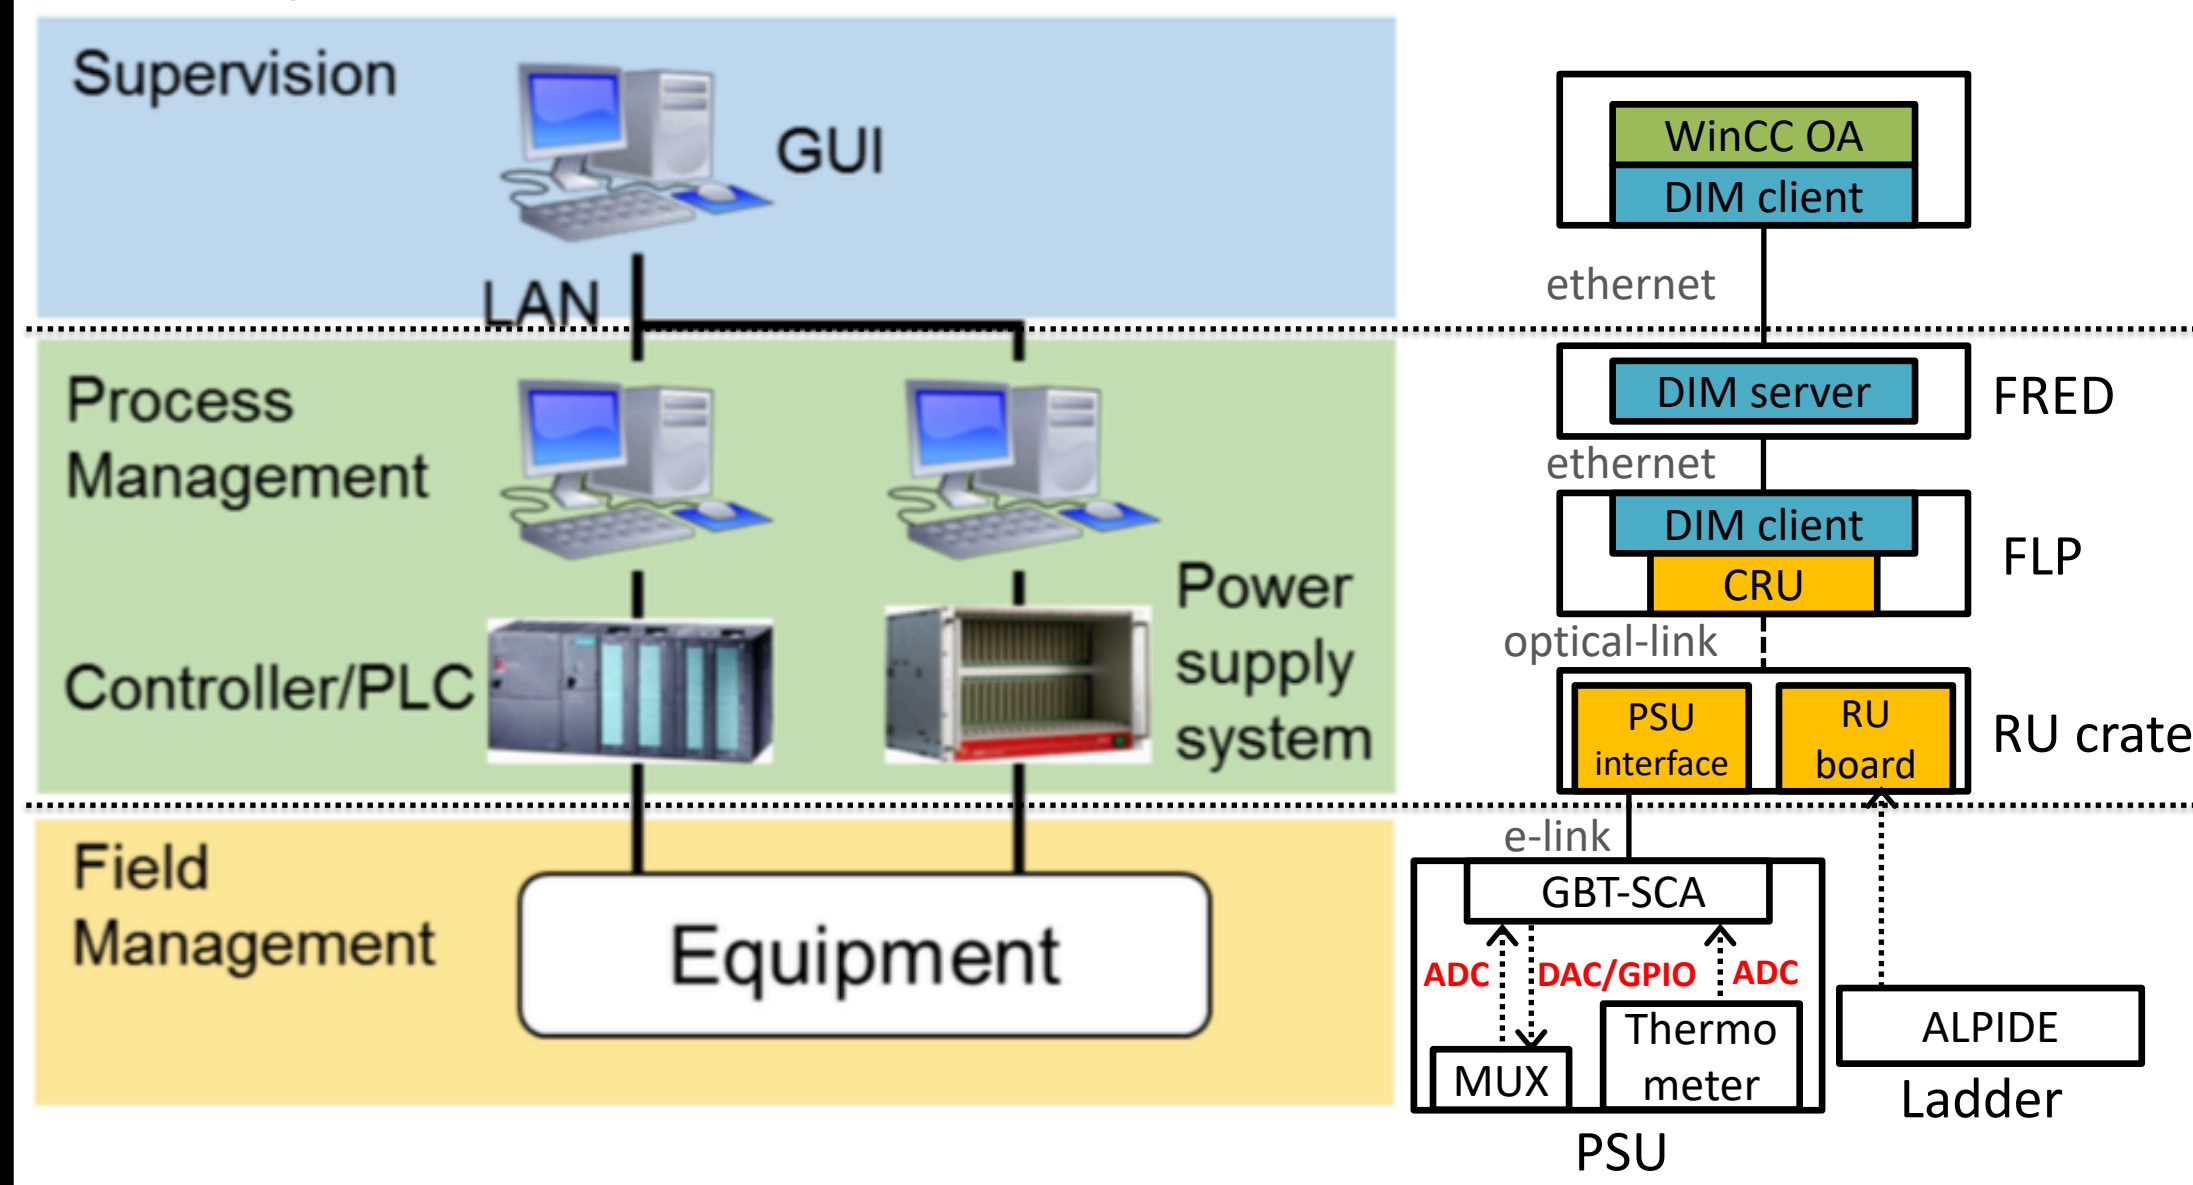 Supervision
GUI
LAN
Process
Management
Controller/PLC
Power
supply
system
Field
Management
Equipment
WinCC OA
DIM client
ethernet
DIM server
FRED
ethernet
DIM client
CRU
FLP
optical-link
PSU
interface
RU
board
RU crate
e-link
GBT-SCA
ADC
DAC/GPIO
ADC
MUX
Thermo
meter
PSU
ALPIDE
Ladder